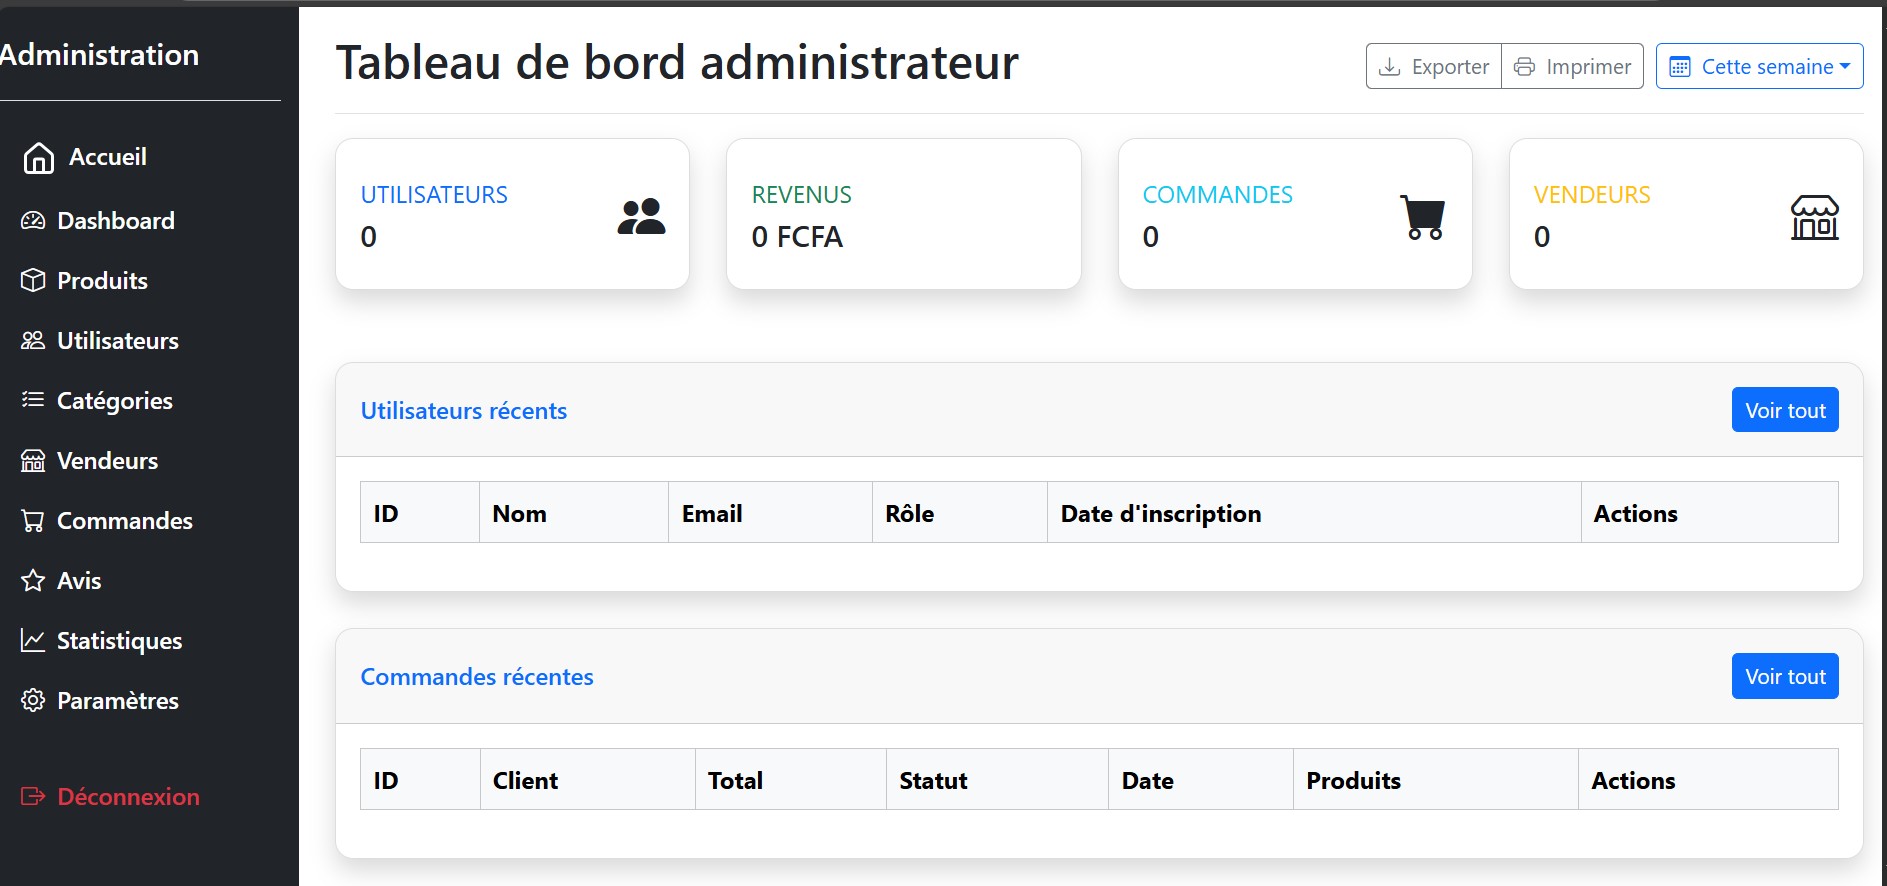 Administration
Accueil
Dashboard
Produits
Utilisateurs
Catégories
Vendeurs
Commandes
Avis
Statistiques
Paramètres
Déconnexion
Tableau de bord administrateur
Exporter
Imprimer
Cette semaine
UTILISATEURS
0
REVENUS
0 FCFA
COMMANDES
0
VENDEURS
0
Utilisateurs récents
Voir tout
ID Nom Email Rôle Date d'inscription Actions
Commandes récentes
Voir tout
ID Client Total Statut Date Produits Actions